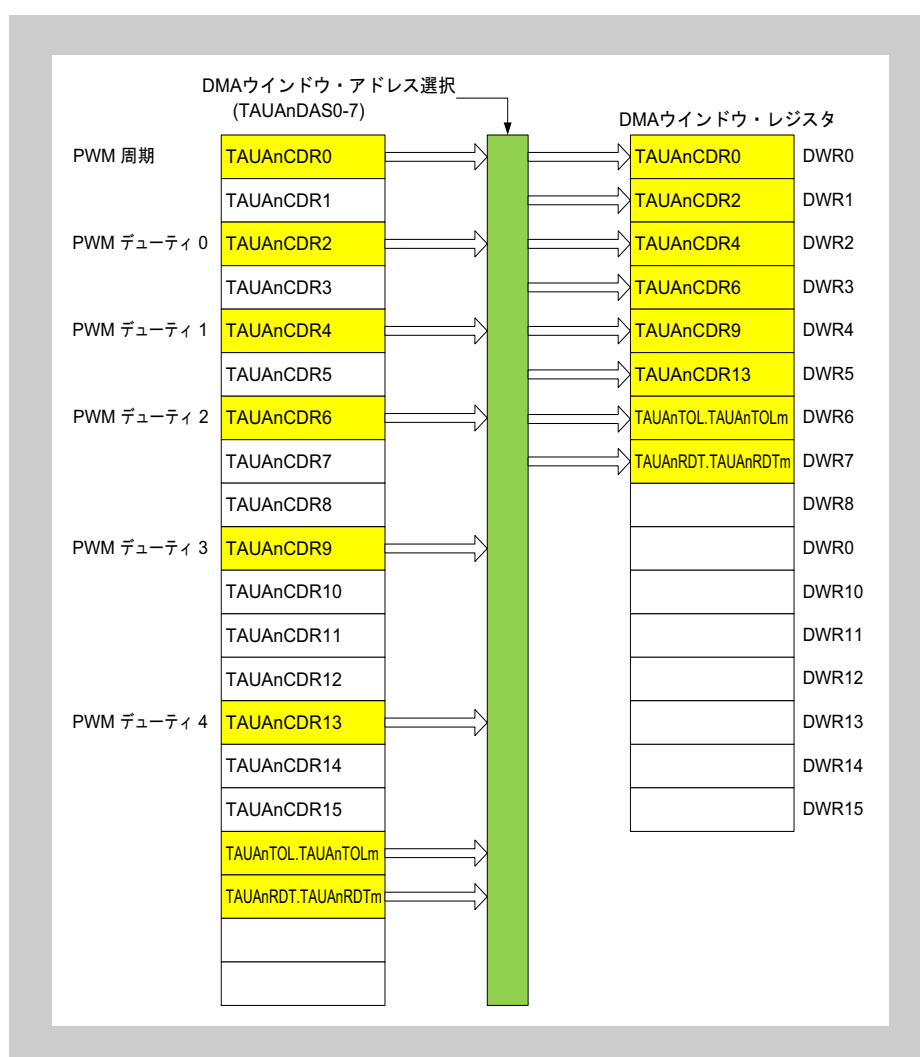 DMAウインドウ・アドレス選択
(TAUAnDAS0-7)
DMAウインドウ・レジスタ
PWM 周期 TAUAnCDR0 TAUAnCDR0 DWR0
TAUAnCDR1 TAUAnCDR2 DWR1
PWM デューティ 0 TAUAnCDR2 TAUAnCDR4 DWR2
TAUAnCDR3 TAUAnCDR6 DWR3
PWM デューティ 1 TAUAnCDR4 TAUAnCDR9 DWR4
TAUAnCDR5 TAUAnCDR13 DWR5
PWM デューティ 2 TAUAnCDR6 TAUAnTOL.TAUAnTOLm DWR6
TAUAnCDR7 TAUAnRDT.TAUAnRDTm DWR7
TAUAnCDR8 DWR8
PWM デューティ 3 TAUAnCDR9 DWR0
TAUAnCDR10 DWR10
TAUAnCDR11 DWR11
TAUAnCDR12 DWR12
PWM デューティ 4 TAUAnCDR13 DWR13
TAUAnCDR14 DWR14
TAUAnCDR15 DWR15
TAUAnTOL.TAUAnTOLm
TAUAnRDT.TAUAnRDTm